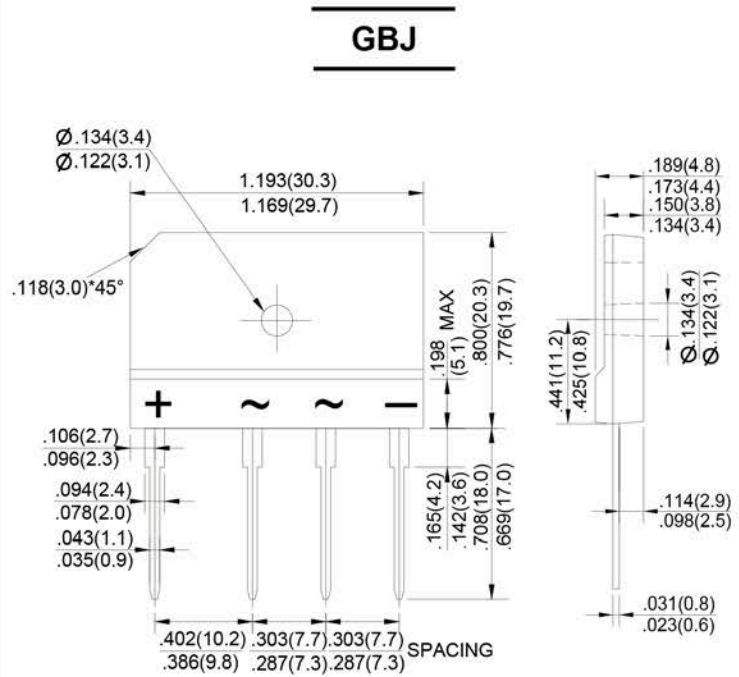 GBJ
Ø.134(3.4)
Ø.122(3.1)
1.193(30.3)
1.169(29.7)
.118(3.0)*45°
.198 MAX
(5.1)
.800(20.3)
.776(19.7)
+ ~ ~ −
.106(2.7)
.096(2.3)
.094(2.4)
.078(2.0)
.043(1.1)
.035(0.9)
.165(4.2)
.142(3.6)
.708(18.0)
.669(17.0)
.402(10.2) .303(7.7) .303(7.7)
.386(9.8) .287(7.3) .287(7.3)
SPACING
.189(4.8)
.173(4.4)
.150(3.8)
.134(3.4)
Ø.134(3.4)
Ø.122(3.1)
.441(11.2)
.425(10.8)
.114(2.9)
.098(2.5)
.031(0.8)
.023(0.6)